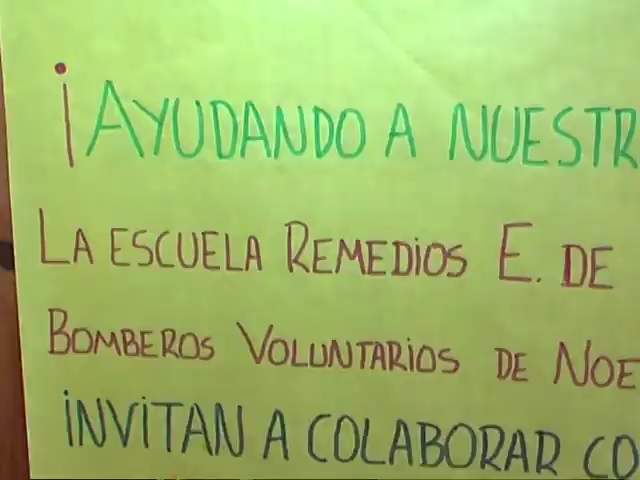 ¡AYUDANDO A NUESTR
LA ESCUELA REMEDIOS E. DE
BOMBEROS VOLUNTARIOS DE NOE
INVITAN A COLABORAR CO